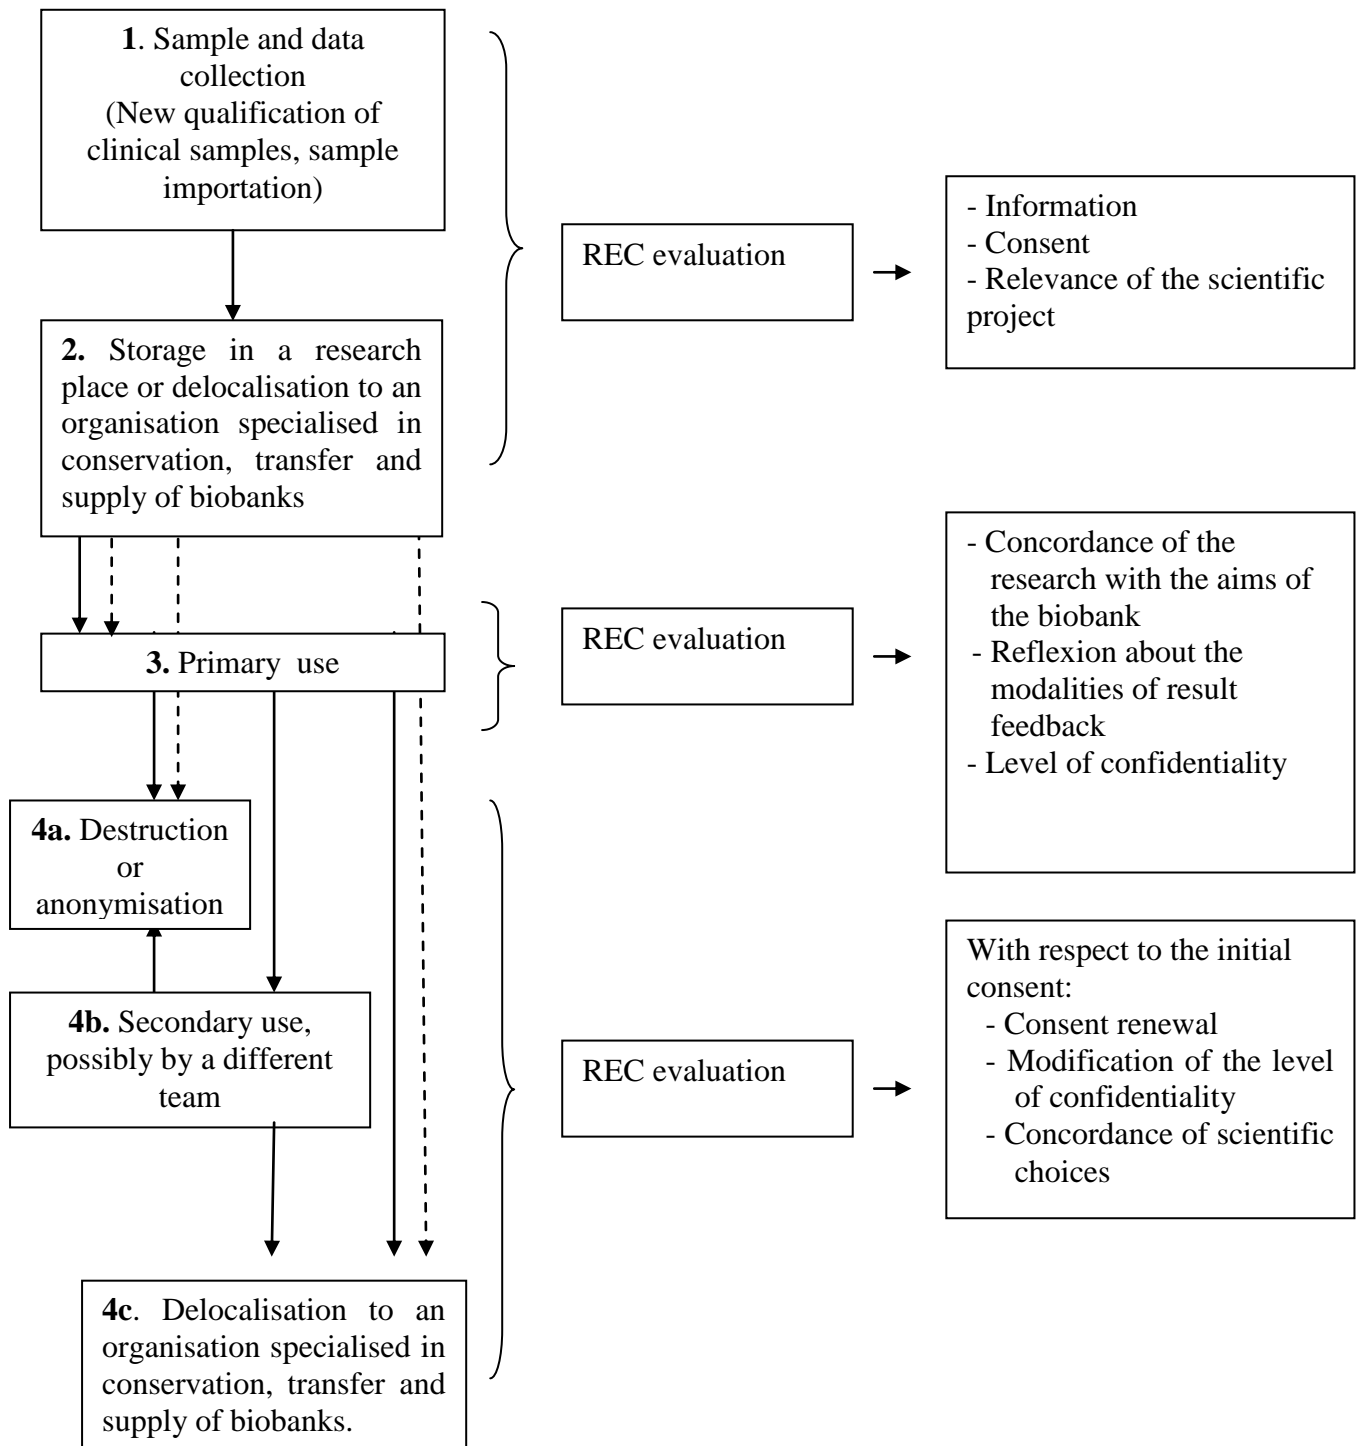 1. Sample and data
collection
(New qualification of
clinical samples, sample
importation)
REC evaluation
- Information
- Consent
- Relevance of the scientific
project
2. Storage in a research
place or delocalisation to an
organisation specialised in
conservation, transfer and
supply of biobanks
3. Primary use
REC evaluation
- Concordance of the
research with the aims of
the biobank
- Reflexion about the
modalities of result
feedback
- Level of confidentiality
4a. Destruction
or
anonymisation
4b. Secondary use,
possibly by a different
team
REC evaluation
With respect to the initial
consent:
- Consent renewal
- Modification of the level
of confidentiality
- Concordance of scientific
choices
4c. Delocalisation to an
organisation specialised in
conservation, transfer and
supply of biobanks.